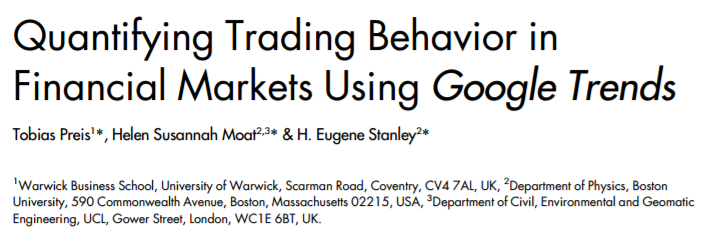 Quantifying Trading Behavior in
Financial Markets Using Google Trends
Tobias Preis¹*, Helen Susannah Moat²,³* & H. Eugene Stanley²*
¹Warwick Business School, University of Warwick, Scarman Road, Coventry, CV4 7AL, UK, ²Department of Physics, Boston
University, 590 Commonwealth Avenue, Boston, Massachusetts 02215, USA, ³Department of Civil, Environmental and Geomatic
Engineering, UCL, Gower Street, London, WC1E 6BT, UK.